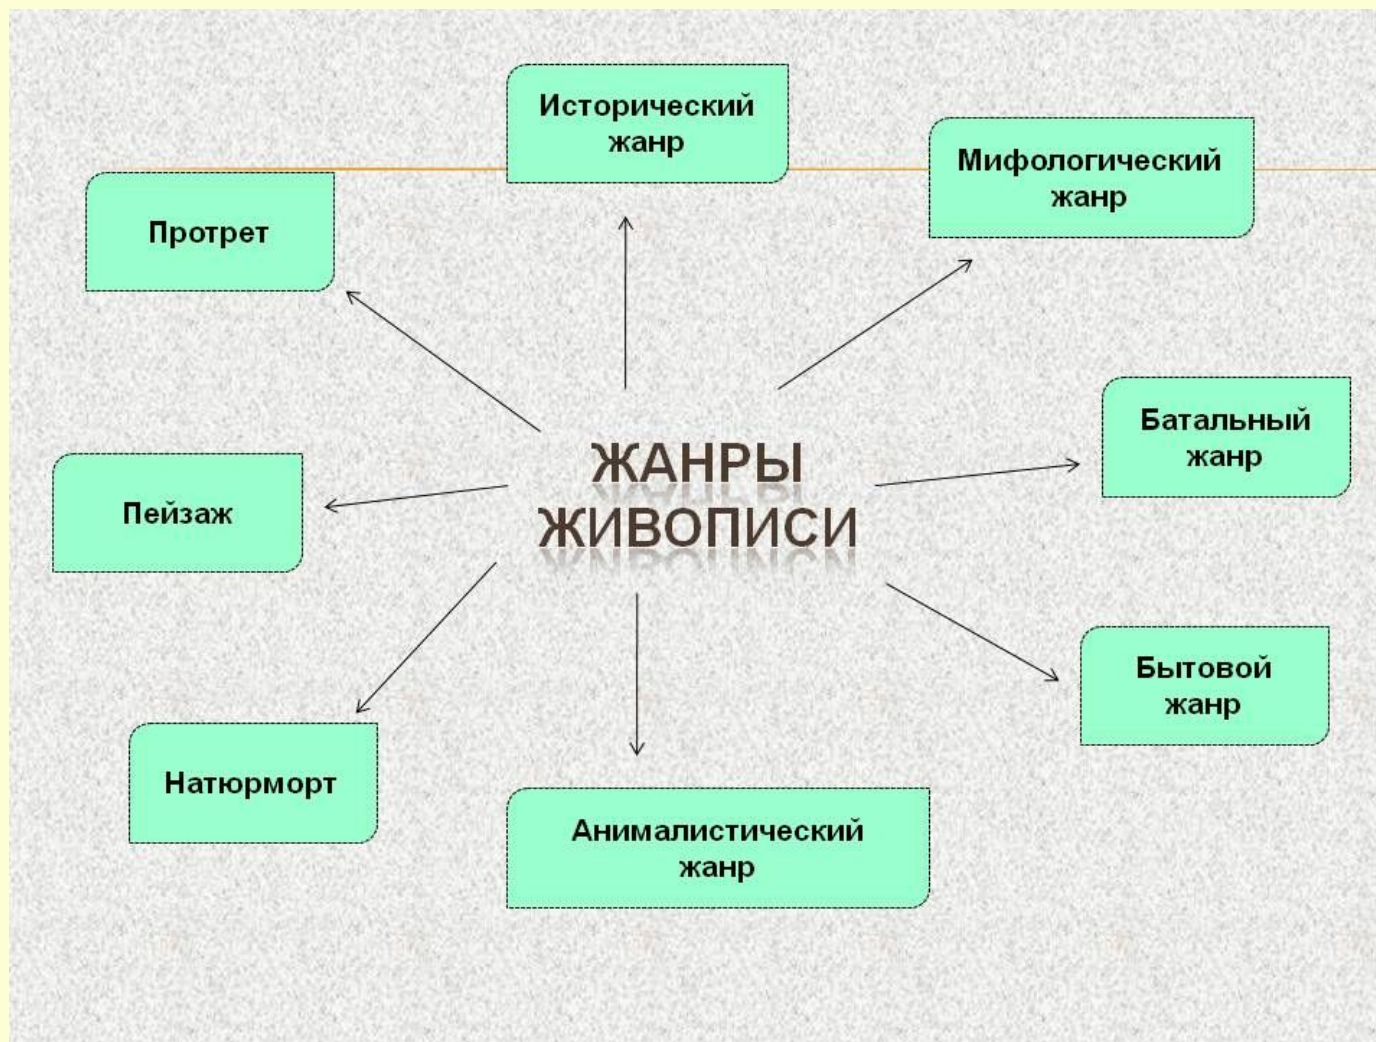 Исторический
жанр
Мифологический
жанр
Протрет
Батальный
жанр
ЖАНРЫ
ЖИВОПИСИ
Пейзаж
Бытовой
жанр
Натюрморт
Анималистический
жанр